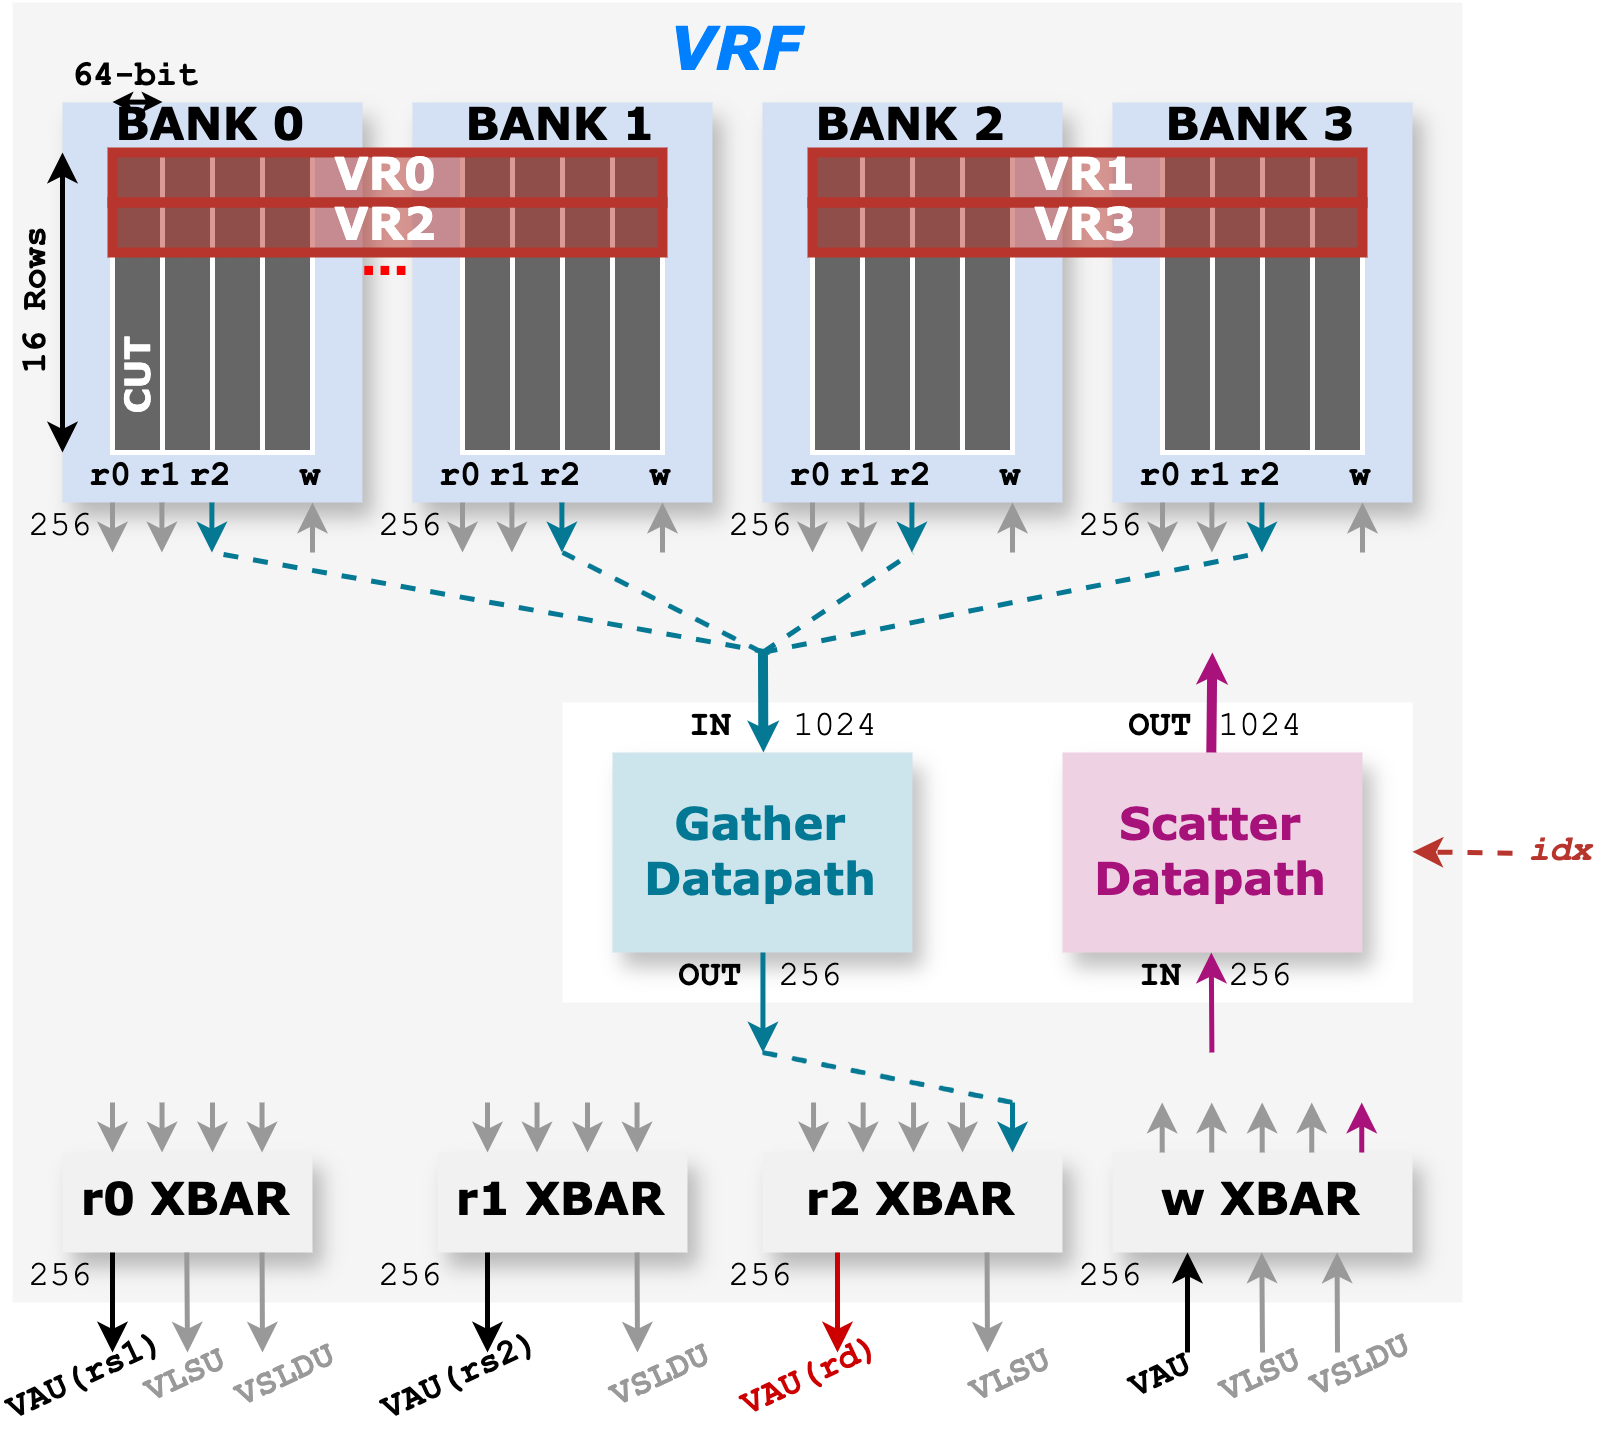 VRF
64-bit
BANK 0 BANK 1 BANK 2 BANK 3
VR0 VR1
VR2 VR3
...
16 Rows
CUT
r0 r1 r2 w r0 r1 r2 w r0 r1 r2 w r0 r1 r2 w
256 256 256 256
IN 1024 OUT 1024
Gather
Datapath
Scatter
Datapath
idx
OUT 256 IN 256
r0 XBAR r1 XBAR r2 XBAR w XBAR
256 256 256 256
VAU(rs1) VLSU VSLDU VAU(rs2) VSLDU VAU(rd) VLSU VAU VLSU VSLDU